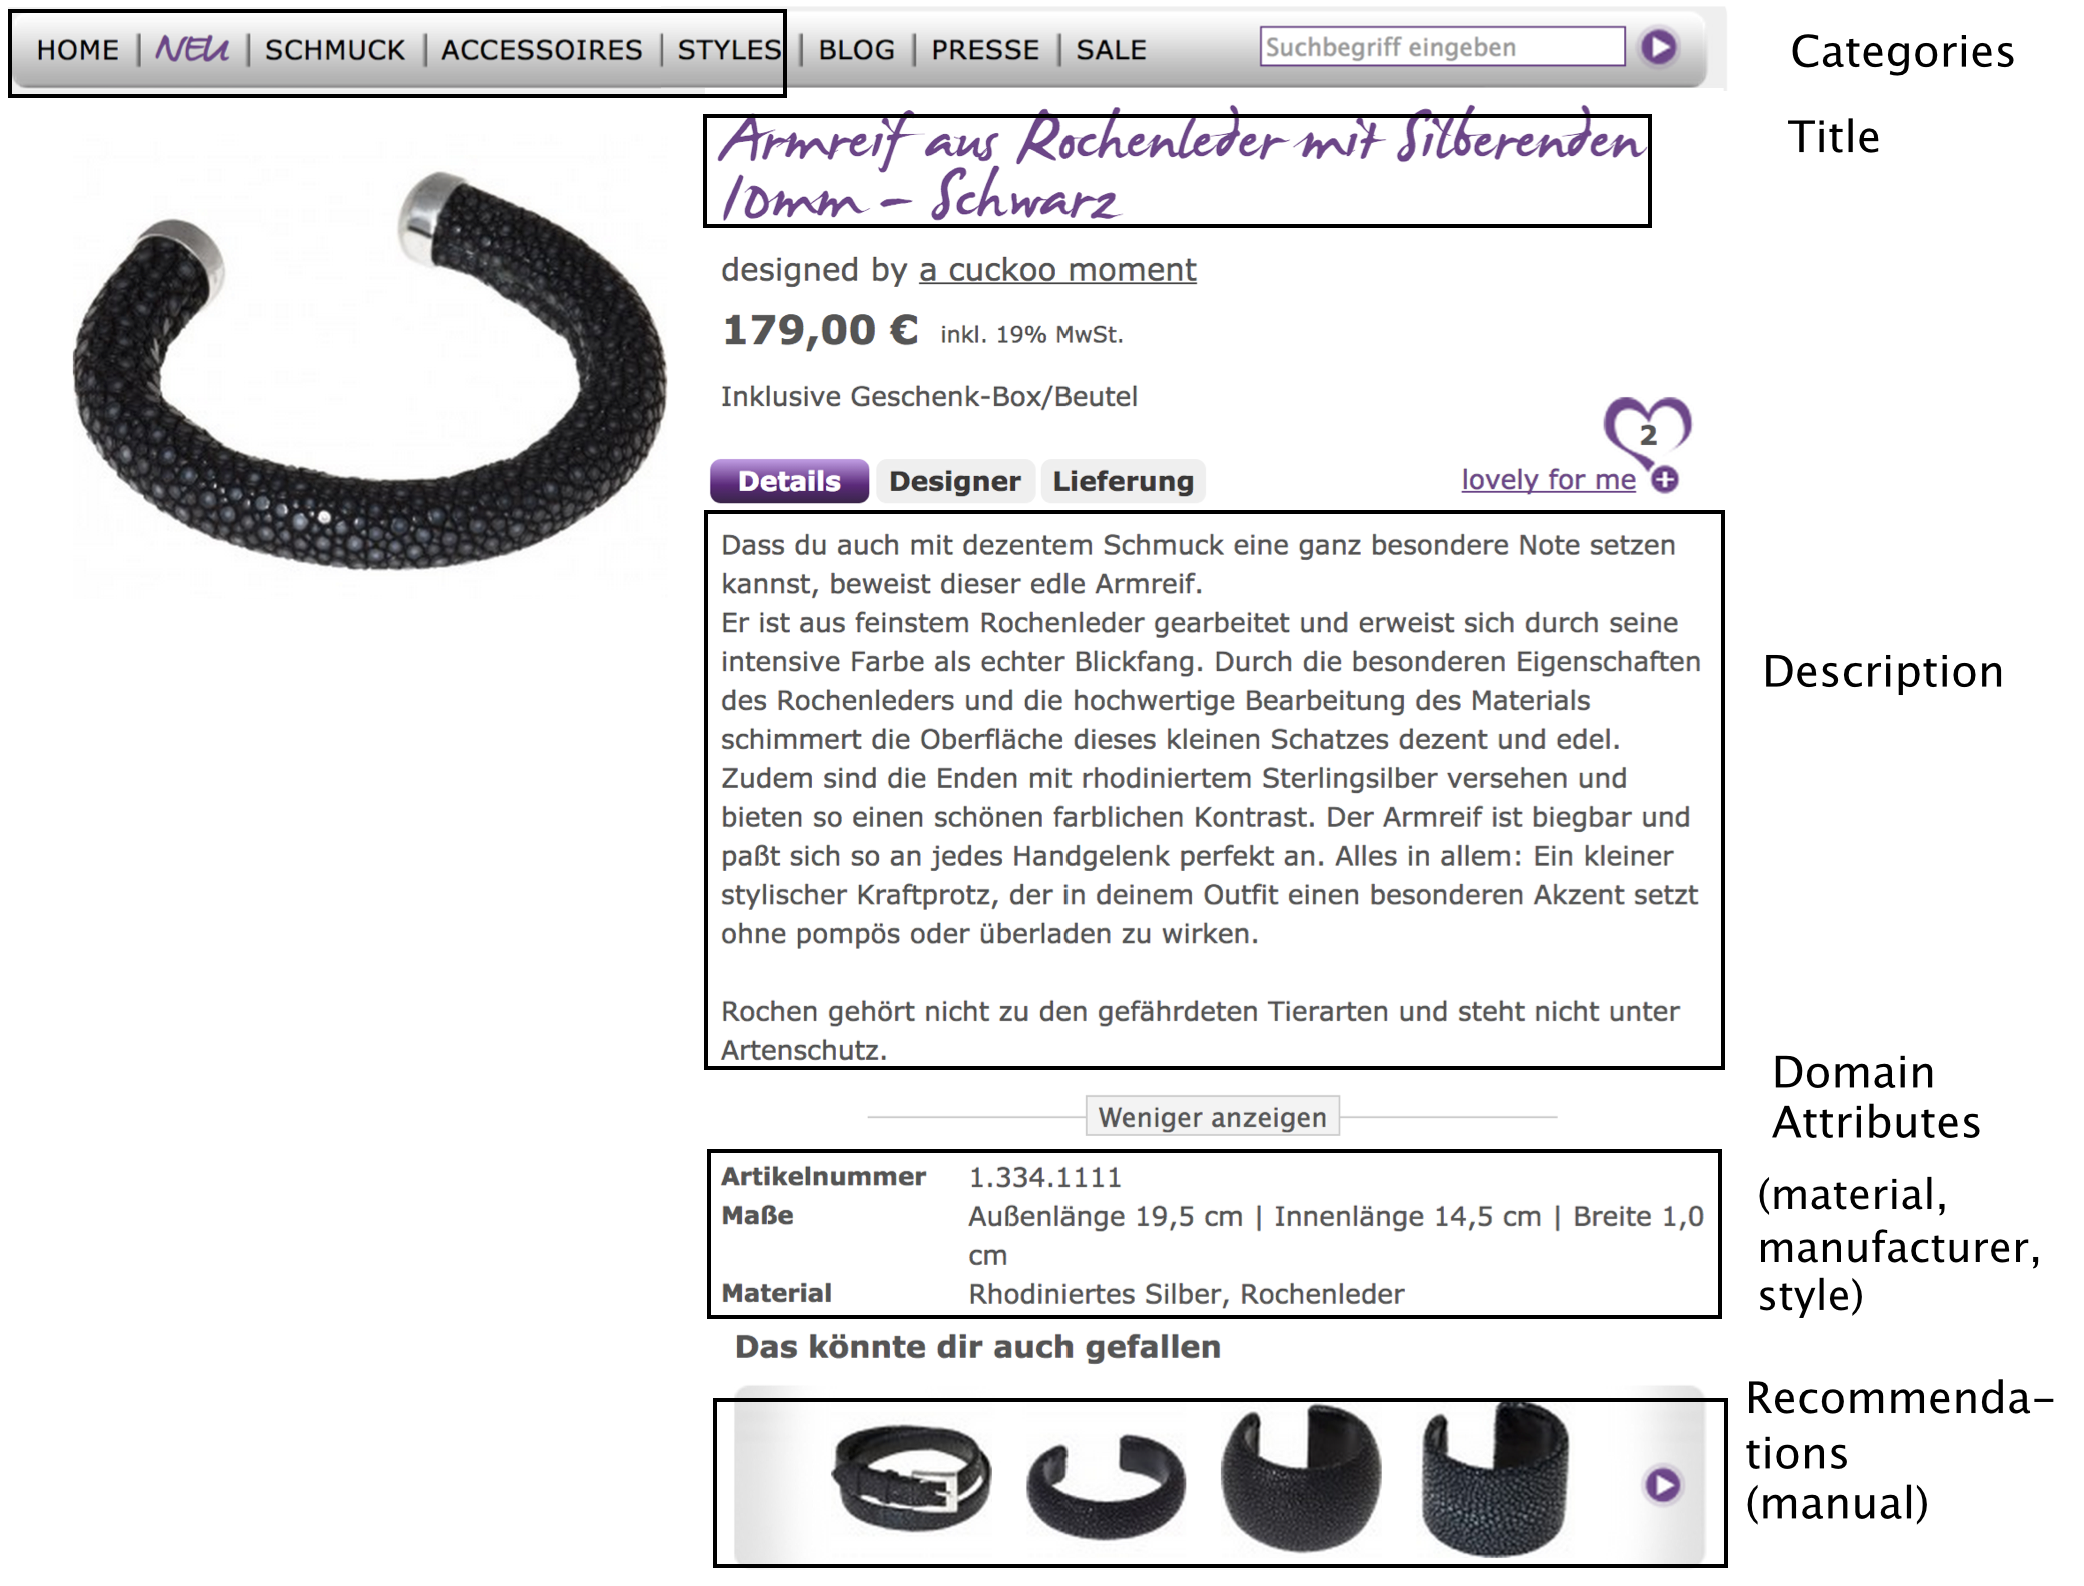 HOME | NEU | SCHMUCK | ACCESSOIRES | STYLES | BLOG | PRESSE | SALE
Suchbegriff eingeben
Categories
Armreif aus Rochenleder mit Silberenden
10mm – Schwarz
Title
designed by a cuckoo moment
179,00 € inkl. 19% MwSt.
Inklusive Geschenk-Box/Beutel
2
lovely for me
Details
Designer
Lieferung
Dass du auch mit dezentem Schmuck eine ganz besondere Note setzen
kannst, beweist dieser edle Armreif.
Er ist aus feinstem Rochenleder gearbeitet und erweist sich durch seine
intensive Farbe als echter Blickfang. Durch die besonderen Eigenschaften
des Rochenleders und die hochwertige Bearbeitung des Materials
schimmert die Oberfläche dieses kleinen Schatzes dezent und edel.
Zudem sind die Enden mit rhodiniertem Sterlingsilber versehen und
bieten so einen schönen farblichen Kontrast. Der Armreif ist biegbar und
paßt sich so an jedes Handgelenk perfekt an. Alles in allem: Ein kleiner
stylischer Kraftprotz, der in deinem Outfit einen besonderen Akzent setzt
ohne pompös oder überladen zu wirken.
Rochen gehört nicht zu den gefährdeten Tierarten und steht nicht unter
Artenschutz.
Description
Weniger anzeigen
Artikelnummer 1.334.1111
Maße Außenlänge 19,5 cm | Innenlänge 14,5 cm | Breite 1,0
cm
Material Rhodiniertes Silber, Rochenleder
Domain
Attributes
(material,
manufacturer,
style)
Das könnte dir auch gefallen
Recommenda–
tions
(manual)